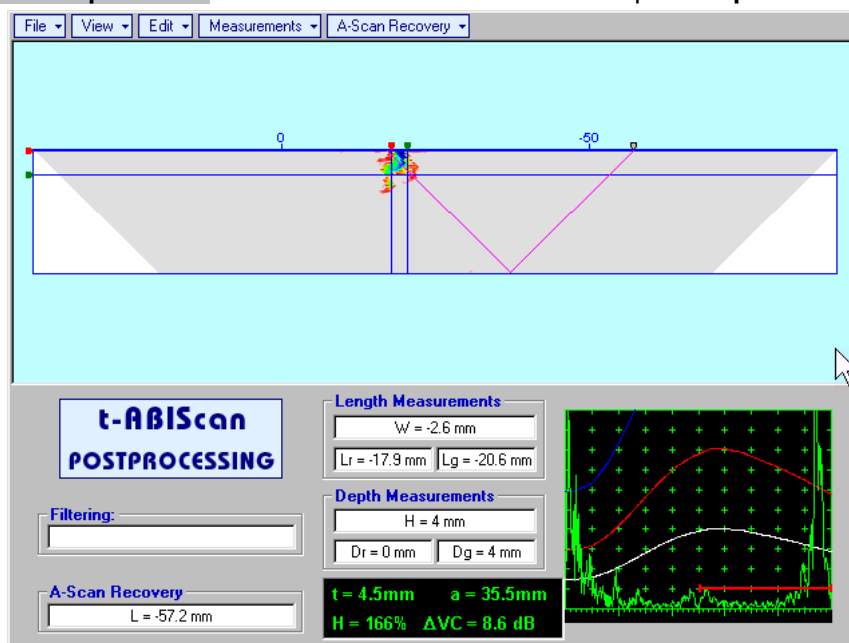 File View Edit Measurements A-Scan Recovery
0 -50
t-ABIScan
POSTPROCESSING
Filtering:
A-Scan Recovery
L = -57.2 mm
Length Measurements
W = -2.6 mm
Lr = -17.9 mm Lg = -20.6 mm
Depth Measurements
H = 4 mm
Dr = 0 mm Dg = 4 mm
t = 4.5mm a = 35.5mm
H = 166% ΔVC = 8.6 dB